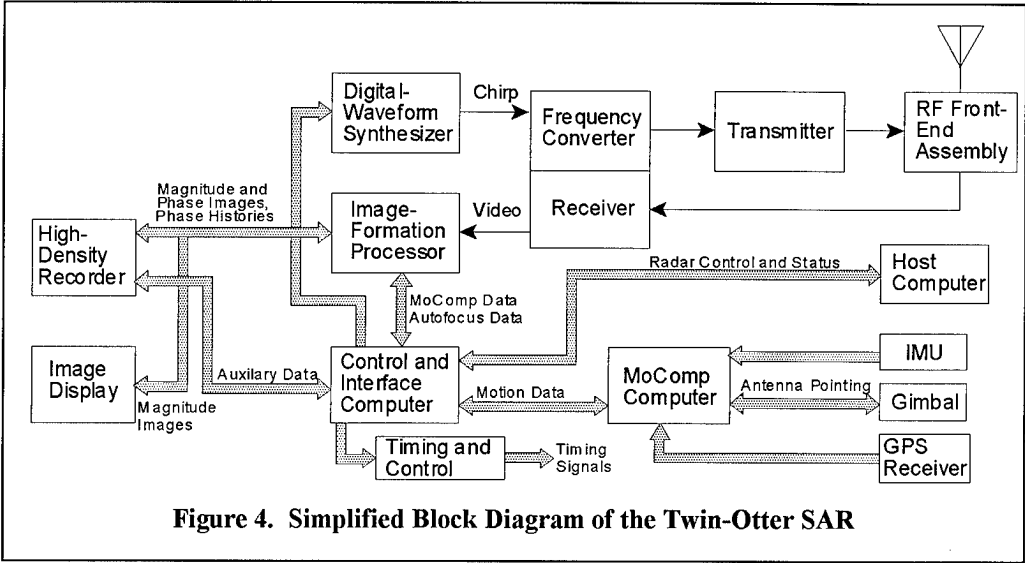 Digital-
Waveform
Synthesizer
Chirp
Frequency
Converter
Transmitter
RF Front-
End
Assembly
Magnitude and
Phase Images,
Phase Histories
Image-
Formation
Processor
Video
Receiver
High-
Density
Recorder
Radar Control and Status
Host
Computer
MoComp Data
Autofocus Data
Image
Display
Auxilary Data
Control and
Interface
Computer
Motion Data
MoComp
Computer
IMU
Antenna Pointing
Gimbal
Magnitude
Images
Timing and
Control
Timing
Signals
GPS
Receiver
Figure 4. Simplified Block Diagram of the Twin-Otter SAR